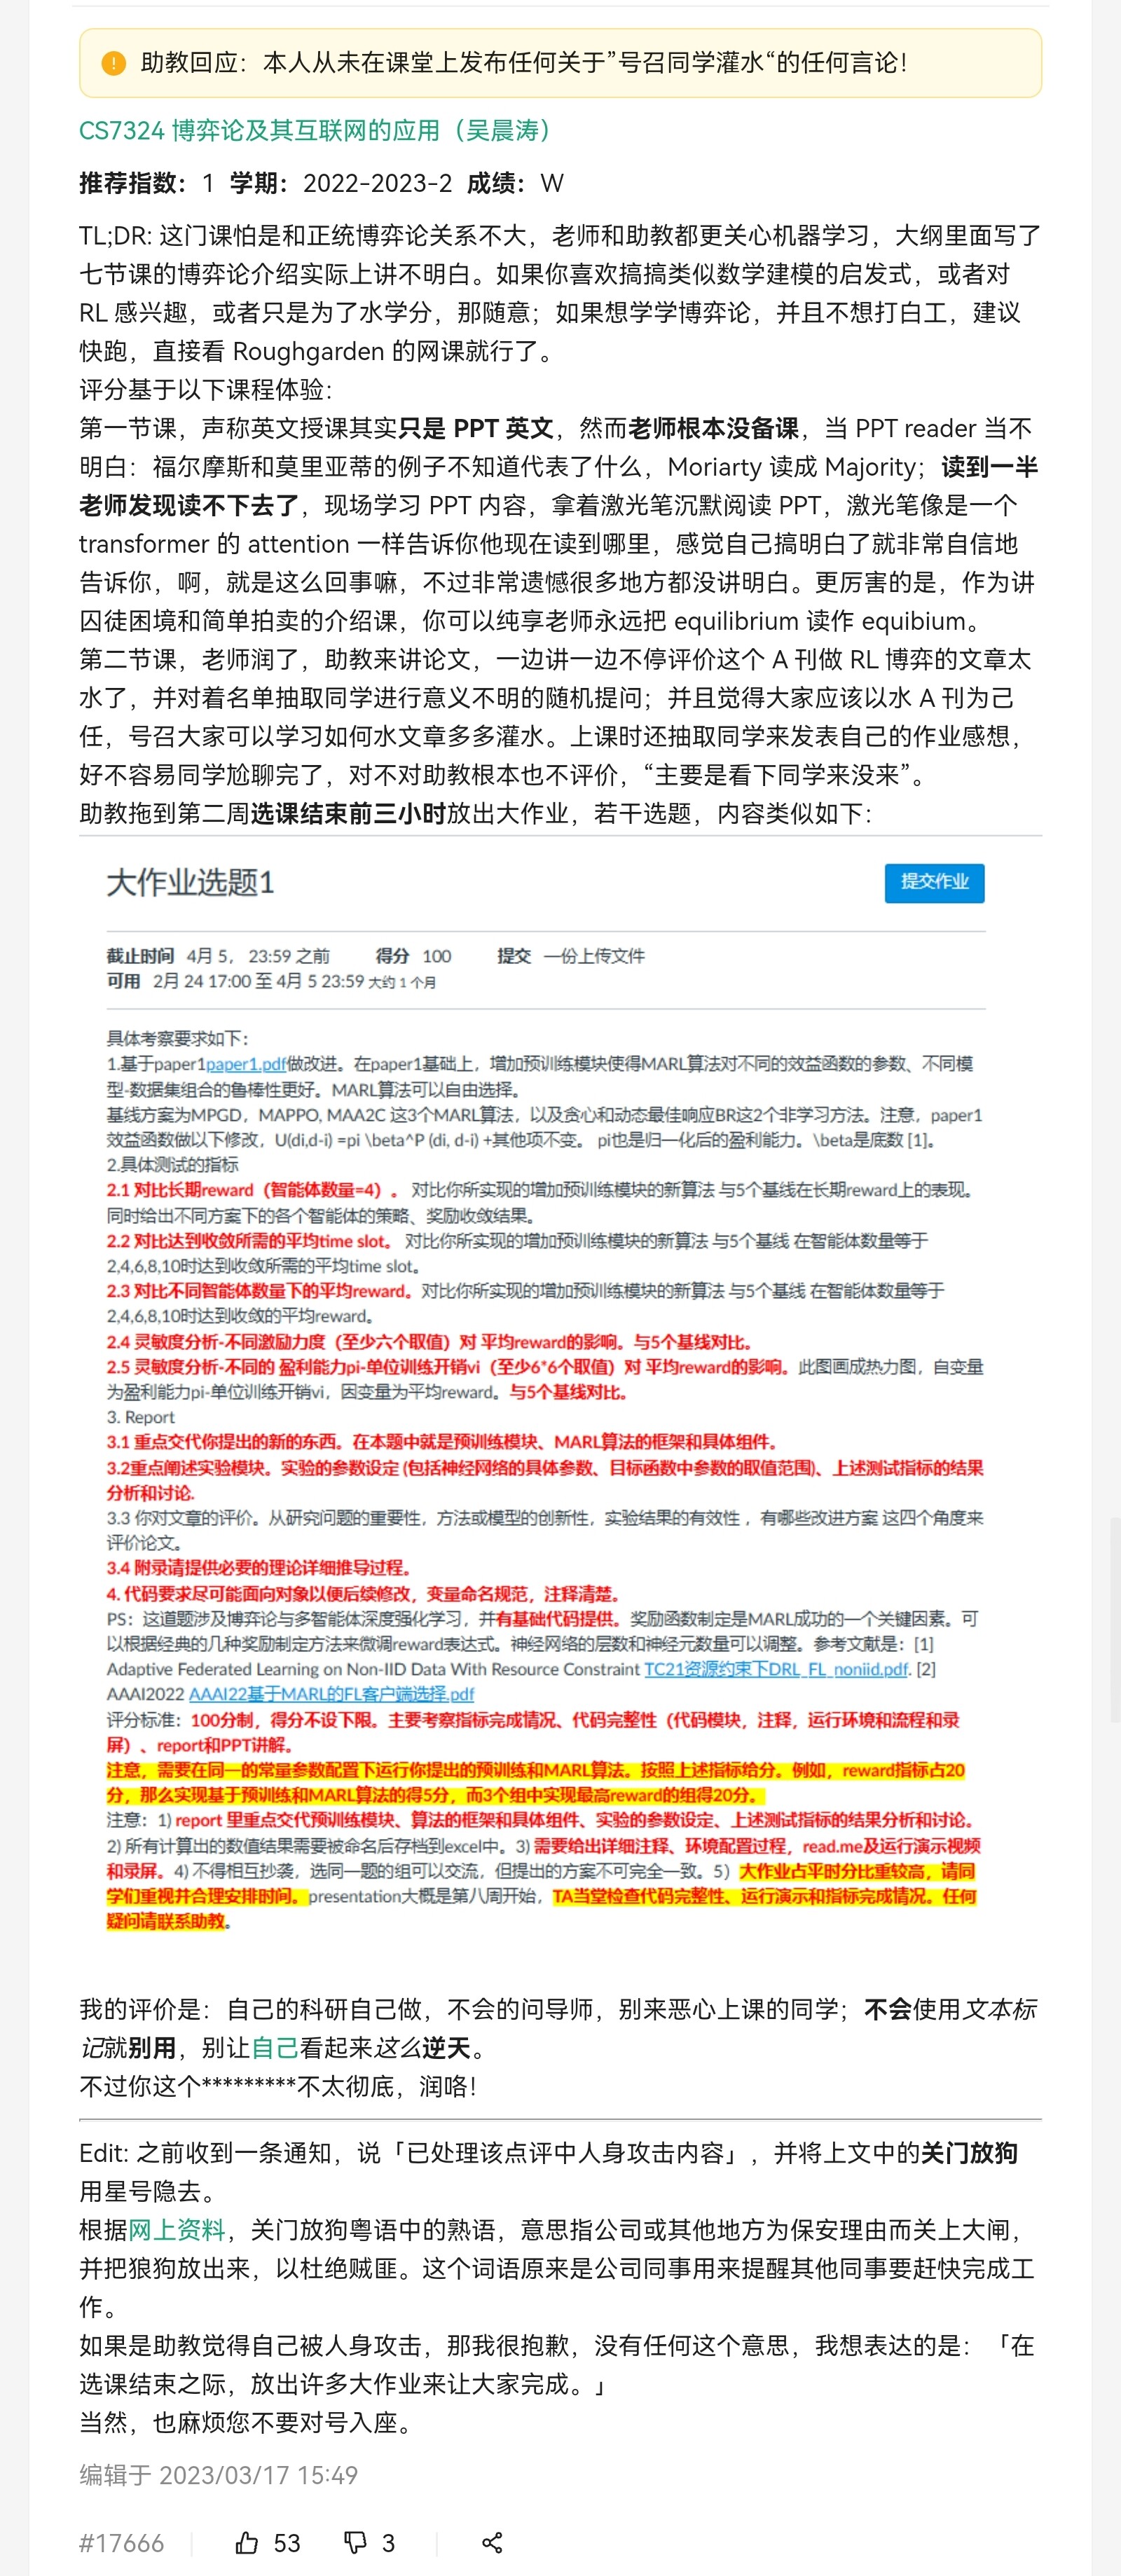 助教回应：本人从未在课堂上发布任何关于”号召同学灌水“的任何言论！
CS7324 博弈论及其互联网的应用（吴晨涛）
推荐指数：1 学期：2022-2023-2 成绩：W
TL;DR: 这门课怕是和正统博弈论关系不大，老师和助教都更关心机器学习，大纲里面写了
七节课的博弈论介绍实际上讲不明白。如果你喜欢搞搞类似数学建模的启发式，或者对
RL 感兴趣，或者只是为了水学分，那随意；如果想学学博弈论，并且不想打白工，建议
快跑，直接看 Roughgarden 的网课就行了。
评分基于以下课程体验：
第一节课，声称英文授课其实只是 PPT 英文，然而老师根本没备课，当 PPT reader 当不
明白：福尔摩斯和莫里亚蒂的例子不知道代表了什么，Moriarty 读成 Majority；读到一半
老师发现读不下去了，现场学习 PPT 内容，拿着激光笔沉默阅读 PPT，激光笔像是一个
transformer 的 attention 一样告诉你他现在读到哪里，感觉自己搞明白了就非常自信地
告诉你，啊，就是这么回事嘛，不过非常遗憾很多地方都没讲明白。更厉害的是，作为讲
囚徒困境和简单拍卖的介绍课，你可以纯享老师永远把 equilibrium 读作 equibium。
第二节课，老师润了，助教来讲论文，一边讲一边不停评价这个 A 刊做 RL 博弈的文章太
水了，并对着名单抽取同学进行意义不明的随机提问；并且觉得大家应该以水 A 刊为己
任，号召大家可以学习如何水文章多多灌水。上课时还抽取同学来发表自己的作业感想，
好不容易同学尬聊完了，对不对助教根本也不评价，“主要是看下同学来没来”。
助教拖到第二周选课结束前三小时放出大作业，若干选题，内容类似如下：
大作业选题1
提交作业
截止时间 4月 5， 23:59 之前 得分 100 提交 一份上传文件
可用 2月 24 17:00 至 4月 5 23:59 大约 1 个月
具体考察要求如下：
1.基于paper1paper1.pdf做改进。在paper1基础上，增加预训练模块使得MARL算法对不同的效益函数的参数、不同模
型-数据集组合的鲁棒性更好。MARL算法可以自由选择。
基线方案为MPGD，MAPPO, MAA2C 这3个MARL算法，以及贪心和动态最佳响应BR这2个非学习方法。注意，paper1
效益函数做以下修改，U(di,d-i) =pi \beta^P (di, d-i) +其他项不变。 pi也是归一化后的盈利能力。\beta是底数 [1]。
2.具体测试的指标
2.1 对比长期reward（智能体数量=4）。 对比你所实现的增加预训练模块的新算法 与5个基线在长期reward上的表现。
同时给出不同方案下的各个智能体的策略、奖励收敛结果。
2.2 对比达到收敛所需的平均time slot。 对比你所实现的增加预训练模块的新算法 与5个基线 在智能体数量等于
2,4,6,8,10时达到收敛所需的平均time slot。
2.3 对比不同智能体数量下的平均reward。对比你所实现的增加预训练模块的新算法 与5个基线 在智能体数量等于
2,4,6,8,10时达到收敛的平均reward。
2.4 灵敏度分析-不同激励力度（至少六个取值）对 平均reward的影响。与5个基线对比。
2.5 灵敏度分析-不同的 盈利能力pi-单位训练开销vi（至少6*6个取值）对 平均reward的影响。此图画成热力图，自变量
为盈利能力pi-单位训练开销vi，因变量为平均reward。与5个基线对比。
3. Report
3.1 重点交代你提出的新的东西。在本题中就是预训练模块、MARL算法的框架和具体组件。
3.2重点阐述实验模块。实验的参数设定 (包括神经网络的具体参数、目标函数中参数的取值范围)、上述测试指标的结果
分析和讨论.
3.3 你对文章的评价。从研究问题的重要性，方法或模型的创新性，实验结果的有效性 ，有哪些改进方案 这四个角度来
评价论文。
3.4 附录请提供必要的理论详细推导过程。
4. 代码要求尽可能面向对象以便后续修改，变量命名规范，注释清楚。
PS：这道题涉及博弈论与多智能体深度强化学习，并有基础代码提供。奖励函数制定是MARL成功的一个关键因素。可
以根据经典的几种奖励制定方法来微调reward表达式。神经网络的层数和神经元数量可以调整。参考文献是：[1]
Adaptive Federated Learning on Non-IID Data With Resource Constraint TC21资源约束下DRL_FL_noniid.pdf. [2]
AAAI2022 AAAI22基于MARL的FL客户端选择.pdf
评分标准：100分制，得分不设下限。主要考察指标完成情况、代码完整性（代码模块，注释，运行环境和流程和录
屏）、report和PPT讲解。
注意，需要在同一的常量参数配置下运行你提出的预训练和MARL算法。按照上述指标给分。例如，reward指标占20
分，那么实现基于预训练和MARL算法的得5分，而3个组中实现最高reward的组得20分。
注意：1) report 里重点交代预训练模块、算法的框架和具体组件、实验的参数设定、上述测试指标的结果分析和讨论。
2) 所有计算出的数值结果需要被命名后存档到excel中。3) 需要给出详细注释、环境配置过程，read.me及运行演示视频
和录屏。4) 不得相互抄袭，选同一题的组可以交流，但提出的方案不可完全一致。5）大作业占平时分比重较高，请同
学们重视并合理安排时间。presentation大概是第八周开始，TA当堂检查代码完整性、运行演示和指标完成情况。任何
疑问请联系助教。
我的评价是：自己的科研自己做，不会的问导师，别来恶心上课的同学；不会使用文本标
记就别用，别让自己看起来这么逆天。
不过你这个*********不太彻底，润咯！
Edit: 之前收到一条通知，说「已处理该点评中人身攻击内容」，并将上文中的关门放狗
用星号隐去。
根据网上资料，关门放狗粤语中的熟语，意思指公司或其他地方为保安理由而关上大闸，
并把狼狗放出来，以杜绝贼匪。这个词语原来是公司同事用来提醒其他同事要赶快完成工
作。
如果是助教觉得自己被人身攻击，那我很抱歉，没有任何这个意思，我想表达的是：「在
选课结束之际，放出许多大作业来让大家完成。」
当然，也麻烦您不要对号入座。
编辑于 2023/03/17 15:49
#17666 53 3